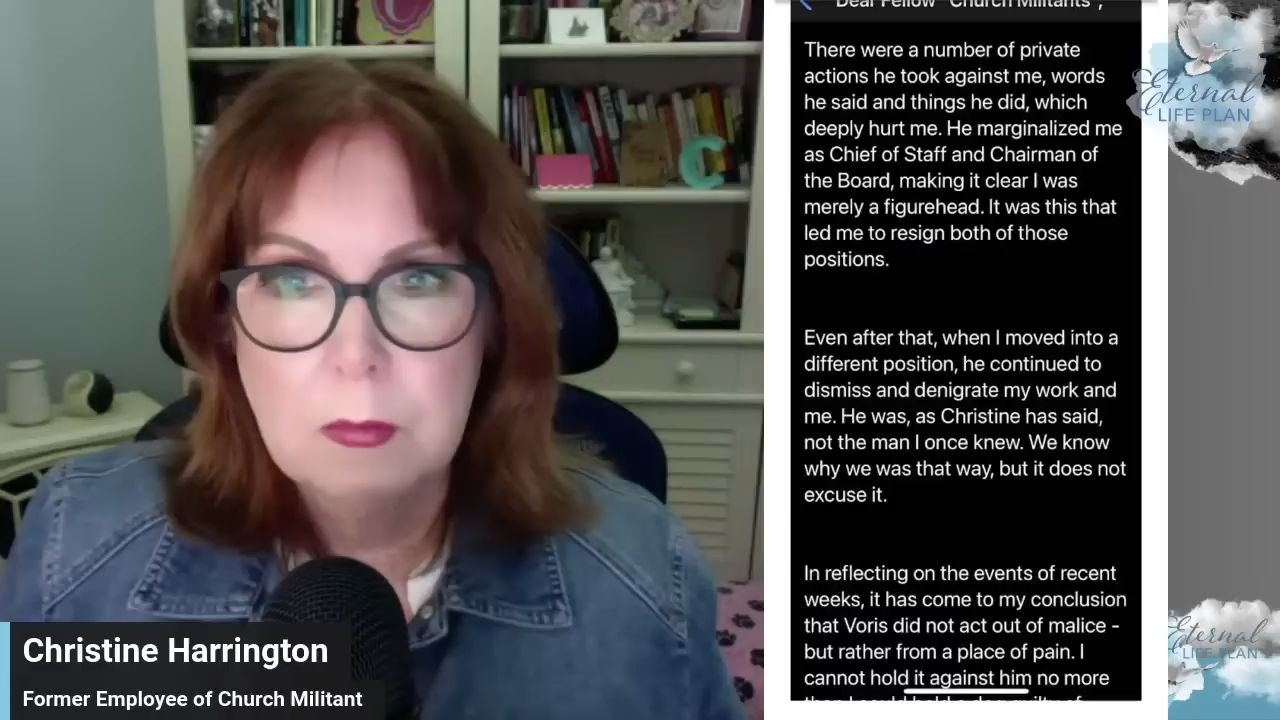 Dear Fellow "Church Militants",
There were a number of private
actions he took against me, words
he said and things he did, which
deeply hurt me. He marginalized me
as Chief of Staff and Chairman of
the Board, making it clear I was
merely a figurehead. It was this that
led me to resign both of those
positions.
Even after that, when I moved into a
different position, he continued to
dismiss and denigrate my work and
me. He was, as Christine has said,
not the man I once knew. We know
why we was that way, but it does not
excuse it.
In reflecting on the events of recent
weeks, it has come to my conclusion
that Voris did not act out of malice -
but rather from a place of pain. I
cannot hold it against him no more
Eternal
LIFE PLAN
Eternal
LIFE PLAN
Christine Harrington
Former Employee of Church Militant